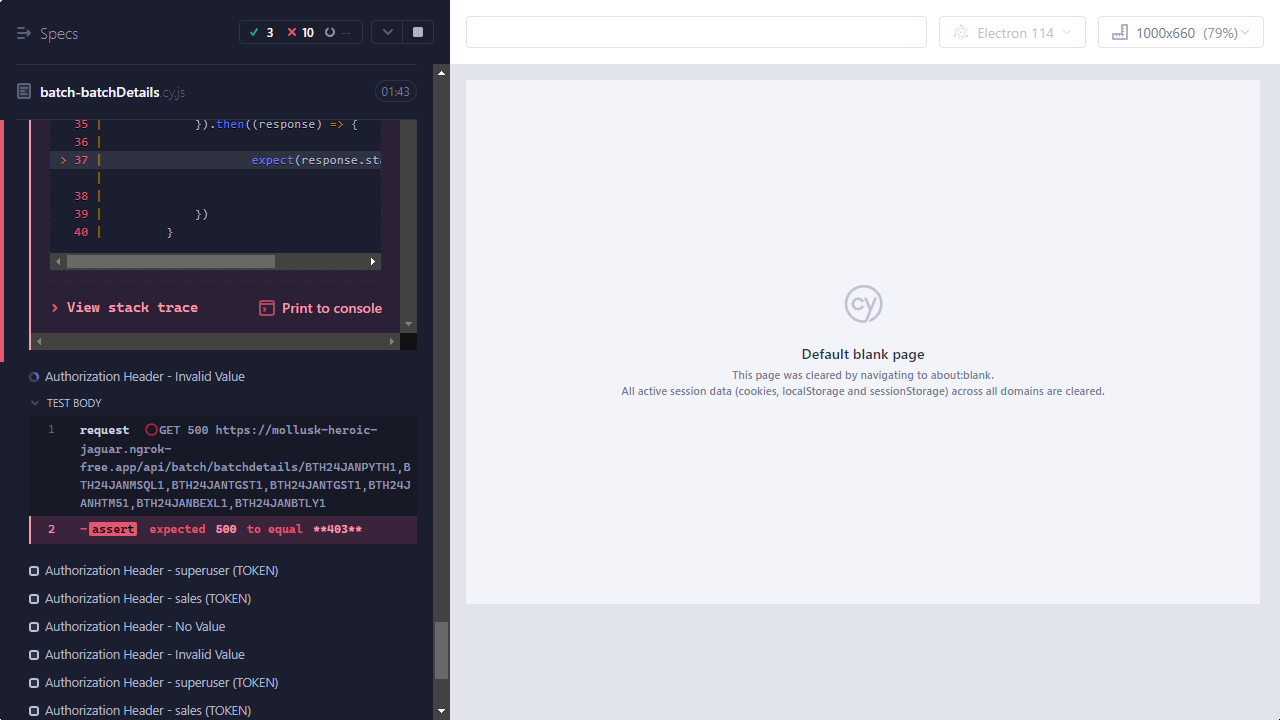 Specs
3
10
--
Electron 114
1000x660 (79%)
batch-batchDetails.cy.js
01:43
35 | }).then((response) => {
36 |
> 37 | expect(response.sta
|
38 |
39 | })
40 | }
View stack trace
Print to console
Authorization Header - Invalid Value
TEST BODY
1 request GET 500 https://mollusk-heroic-
jaguar.ngrok-
free.app/api/batch/batchdetails/BTH24JANPYTH1,B
TH24JANMSQL1,BTH24JANTGST1,BTH24JANTGST1,BTH24J
ANHTM51,BTH24JANBEXL1,BTH24JANBTLY1
2 -assert expected 500 to equal **403**
Authorization Header - superuser (TOKEN)
Authorization Header - sales (TOKEN)
Authorization Header - No Value
Authorization Header - Invalid Value
Authorization Header - superuser (TOKEN)
Authorization Header - sales (TOKEN)
cy
Default blank page
This page was cleared by navigating to about:blank.
All active session data (cookies, localStorage and sessionStorage) across all domains are cleared.